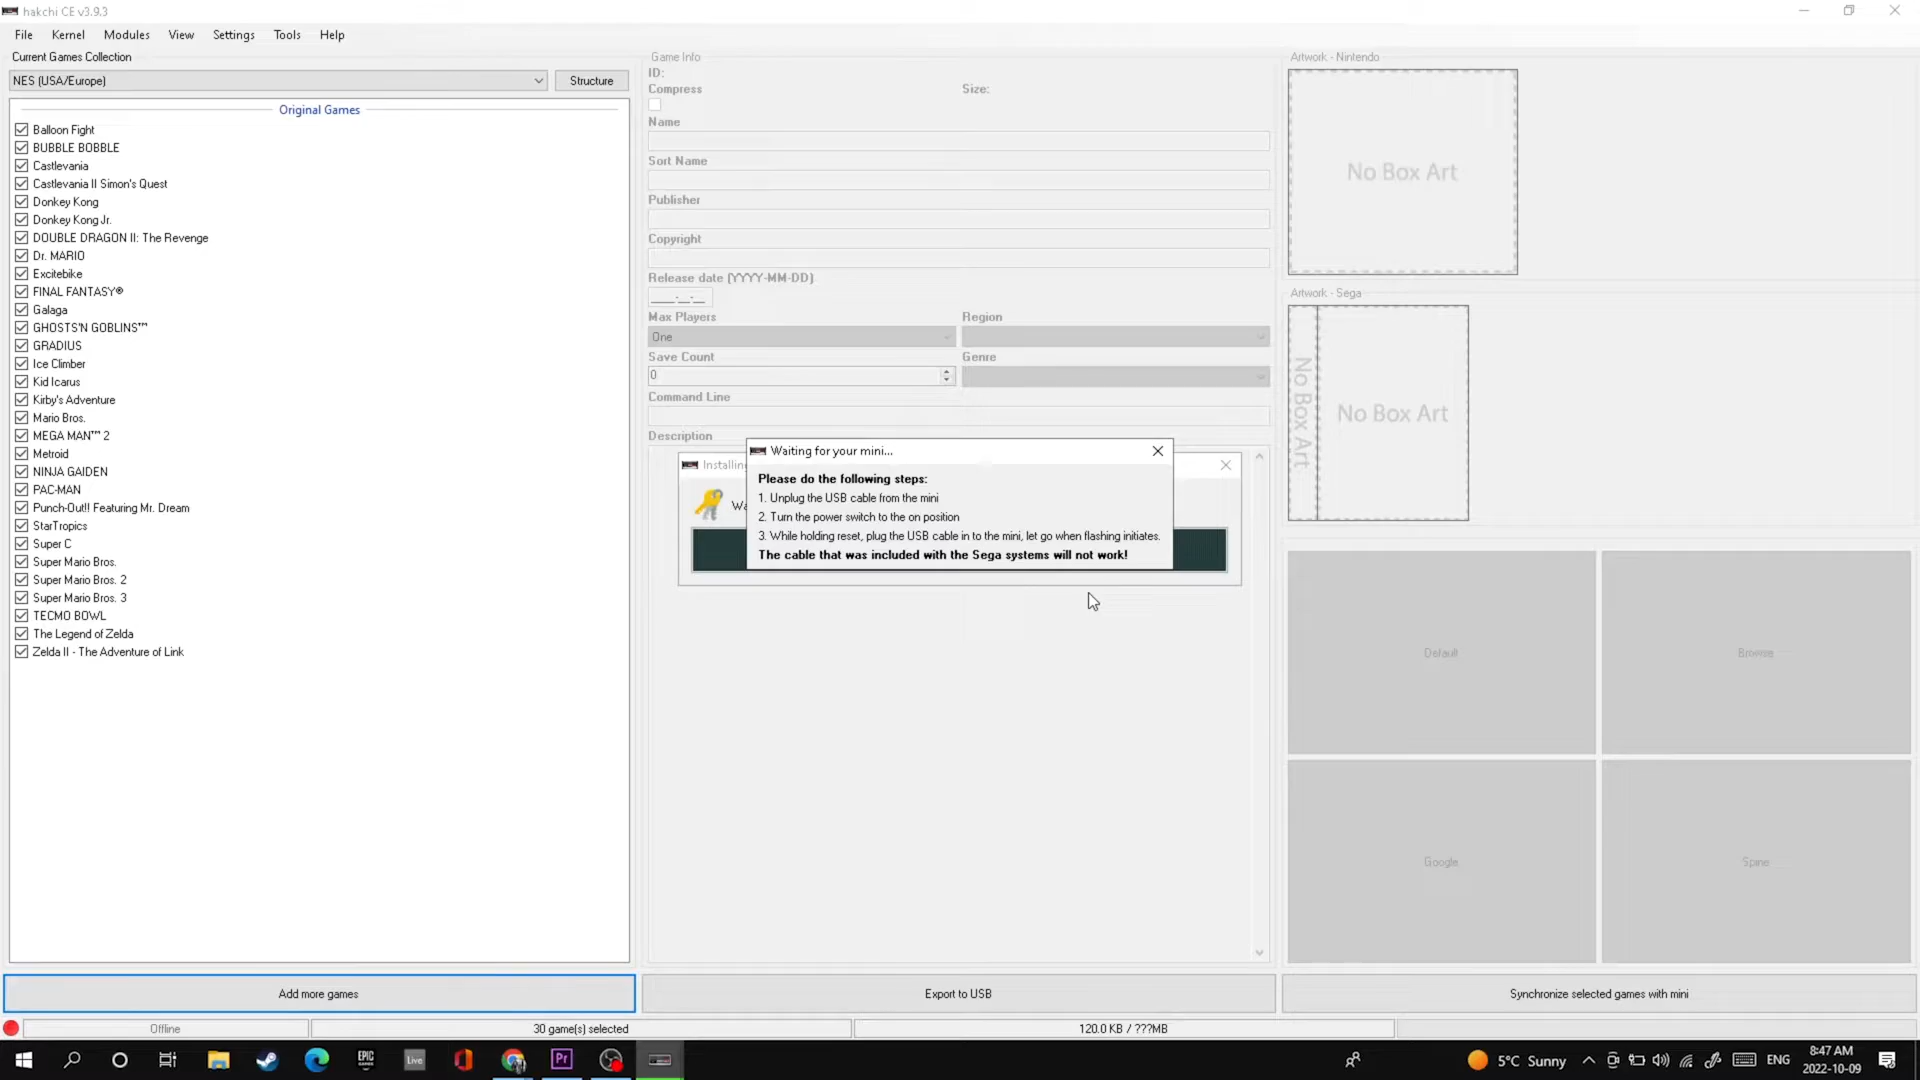 hakchi CE v3.9.3
File Kernel Modules View Settings Tools Help
Current Games Collection
NES (USA/Europe)
Structure
Original Games
Balloon Fight
BUBBLE BOBBLE
Castlevania
Castlevania II Simon's Quest
Donkey Kong
Donkey Kong Jr.
DOUBLE DRAGON II: The Revenge
Dr. MARIO
Excitebike
FINAL FANTASY®
Galaga
GHOSTS'N GOBLINS™
GRADIUS
Ice Climber
Kid Icarus
Kirby's Adventure
Mario Bros.
MEGA MAN™ 2
Metroid
NINJA GAIDEN
PAC-MAN
Punch-Out!! Featuring Mr. Dream
StarTropics
Super C
Super Mario Bros.
Super Mario Bros. 2
Super Mario Bros. 3
TECMO BOWL
The Legend of Zelda
Zelda II - The Adventure of Link
Add more games
Game Info
ID:
Compress
Size:
Name
Sort Name
Publisher
Copyright
Release date (YYYY-MM-DD)
____-__-__
Max Players
Region
One
Save Count
Genre
0
Command Line
Description
Installin
Wa
Waiting for your mini...
Please do the following steps:
1. Unplug the USB cable from the mini
2. Turn the power switch to the on position
3. While holding reset, plug the USB cable in to the mini, let go when flashing initiates.
The cable that was included with the Sega systems will not work!
Export to USB
Artwork - Nintendo
No Box Art
Artwork - Sega
No Box Art
No Box Art
Default
Browse
Google
Spine
Synchronize selected games with mini
Offline
30 game(s) selected
120.0 KB / ???MB
EPIC GAMES
Live
Pr
5°C Sunny
ENG
8:47 AM
2022-10-09